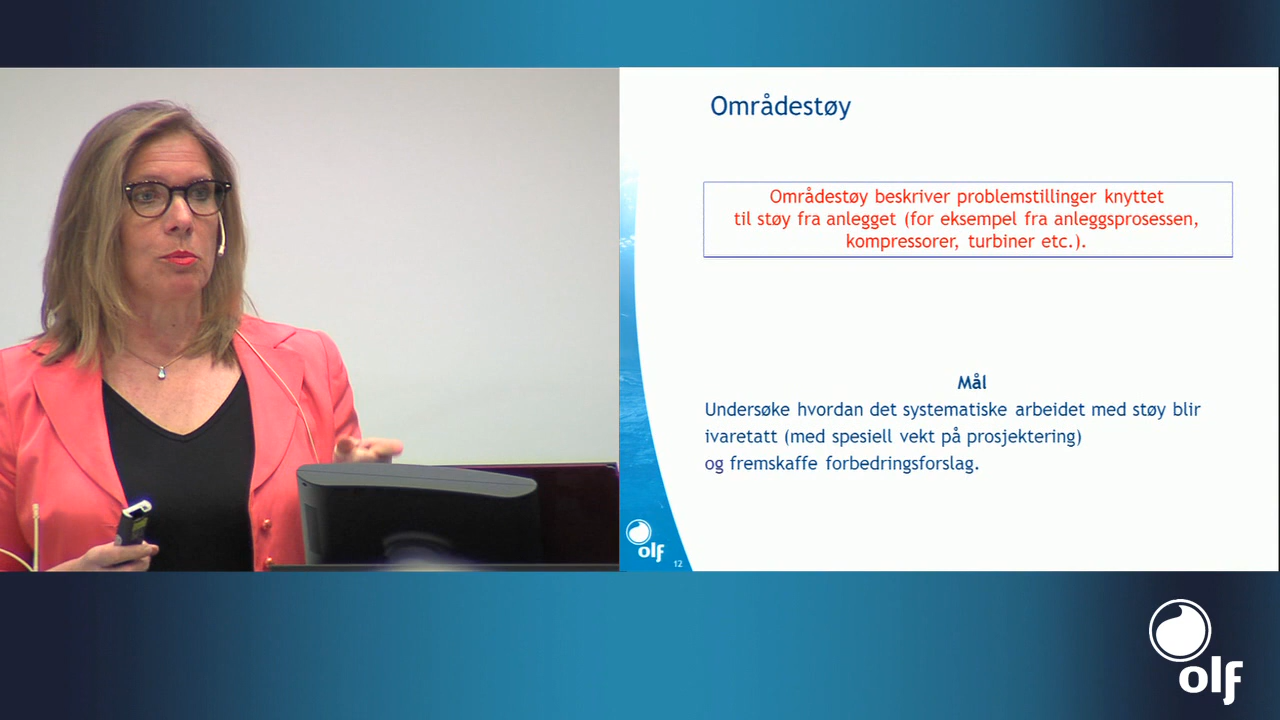 Områdestøy
Områdestøy beskriver problemstillinger knyttet
til støy fra anlegget (for eksempel fra anleggsprosessen,
kompressorer, turbiner etc.).
Mål
Undersøke hvordan det systematiske arbeidet med støy blir
ivaretatt (med spesiell vekt på prosjektering)
og fremskaffe forbedringsforslag.
olf
12
olf